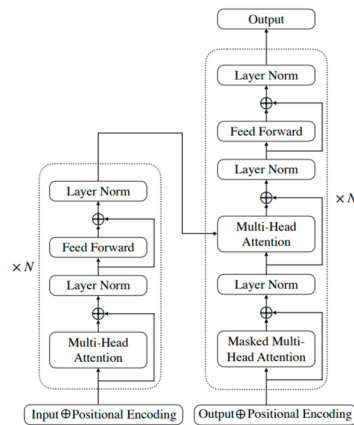 Output
Layer Norm
⊕
Feed Forward
Layer Norm
⊕
Multi-Head
Attention
Layer Norm
⊕
Masked Multi-
Head Attention
Output⊕Positional Encoding
× N
Layer Norm
⊕
Feed Forward
Layer Norm
⊕
Multi-Head
Attention
Input⊕Positional Encoding
× N